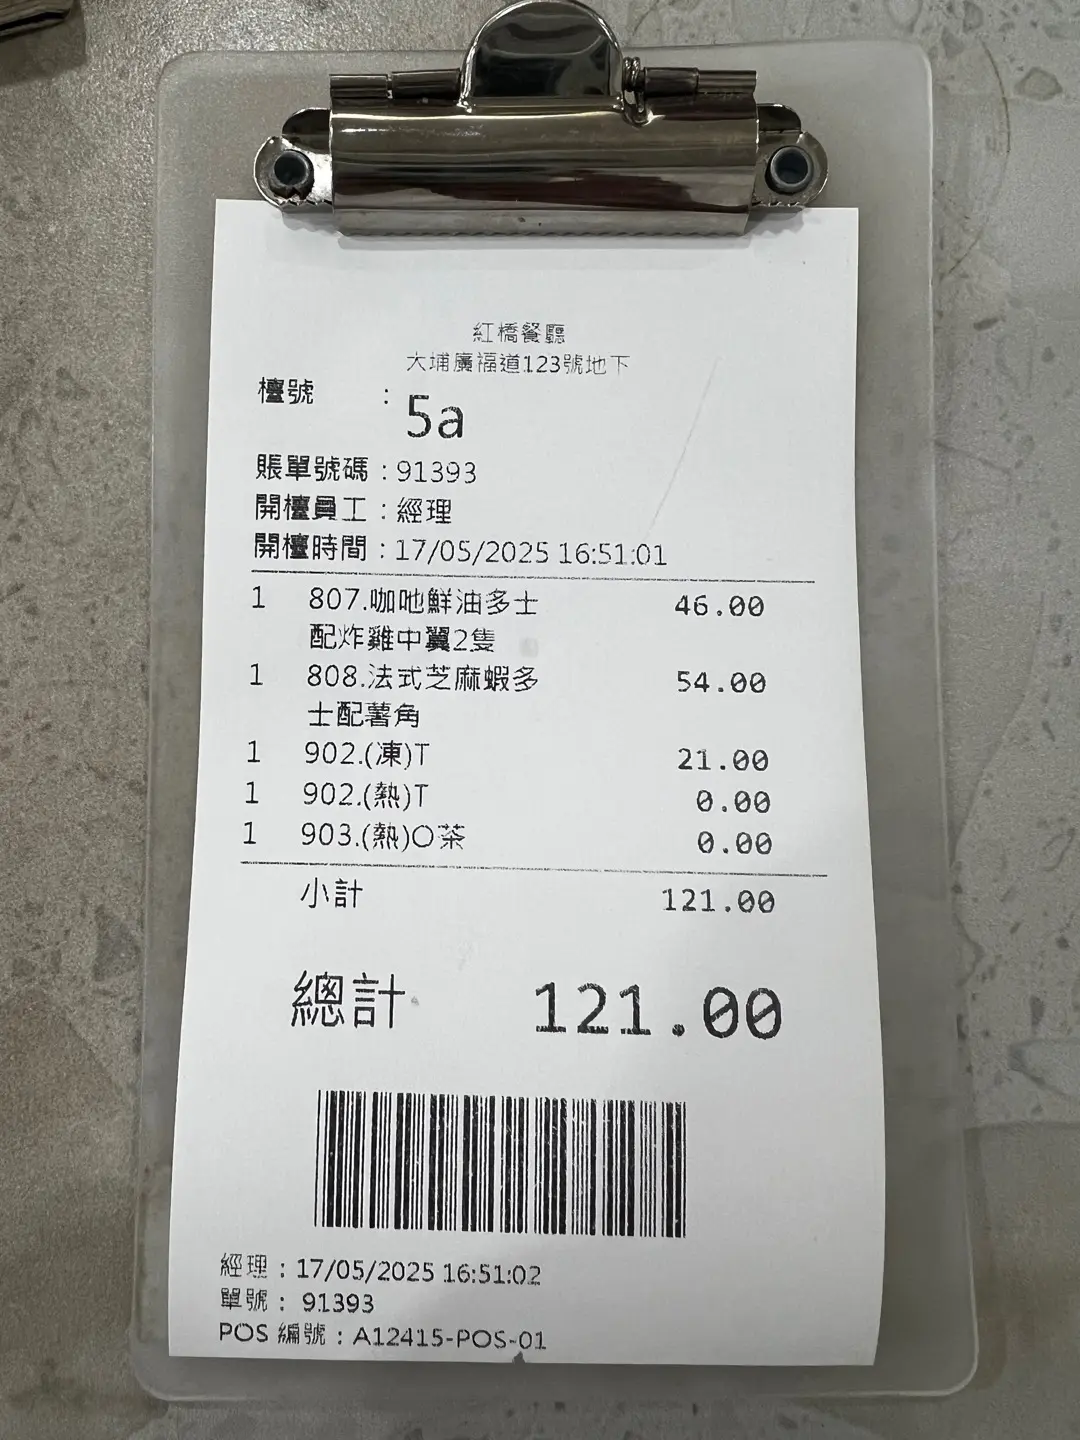 紅橋餐廳
大埔廣福道123號地下
檯號 : 5a
賬單號碼 : 91393
開檯員工 : 經理
開檯時間 : 17/05/2025 16:51:01
1 807.咖吔鮮油多士 46.00
配炸雞中翼2隻
1 808.法式芝麻蝦多 54.00
士配薯角
1 902.(凍)T 21.00
1 902.(熱)T 0.00
1 903.(熱)O茶 0.00
小計 121.00
總計 121.00
經理 : 17/05/2025 16:51:02
單號 : 91393
POS 編號 : A12415-POS-01